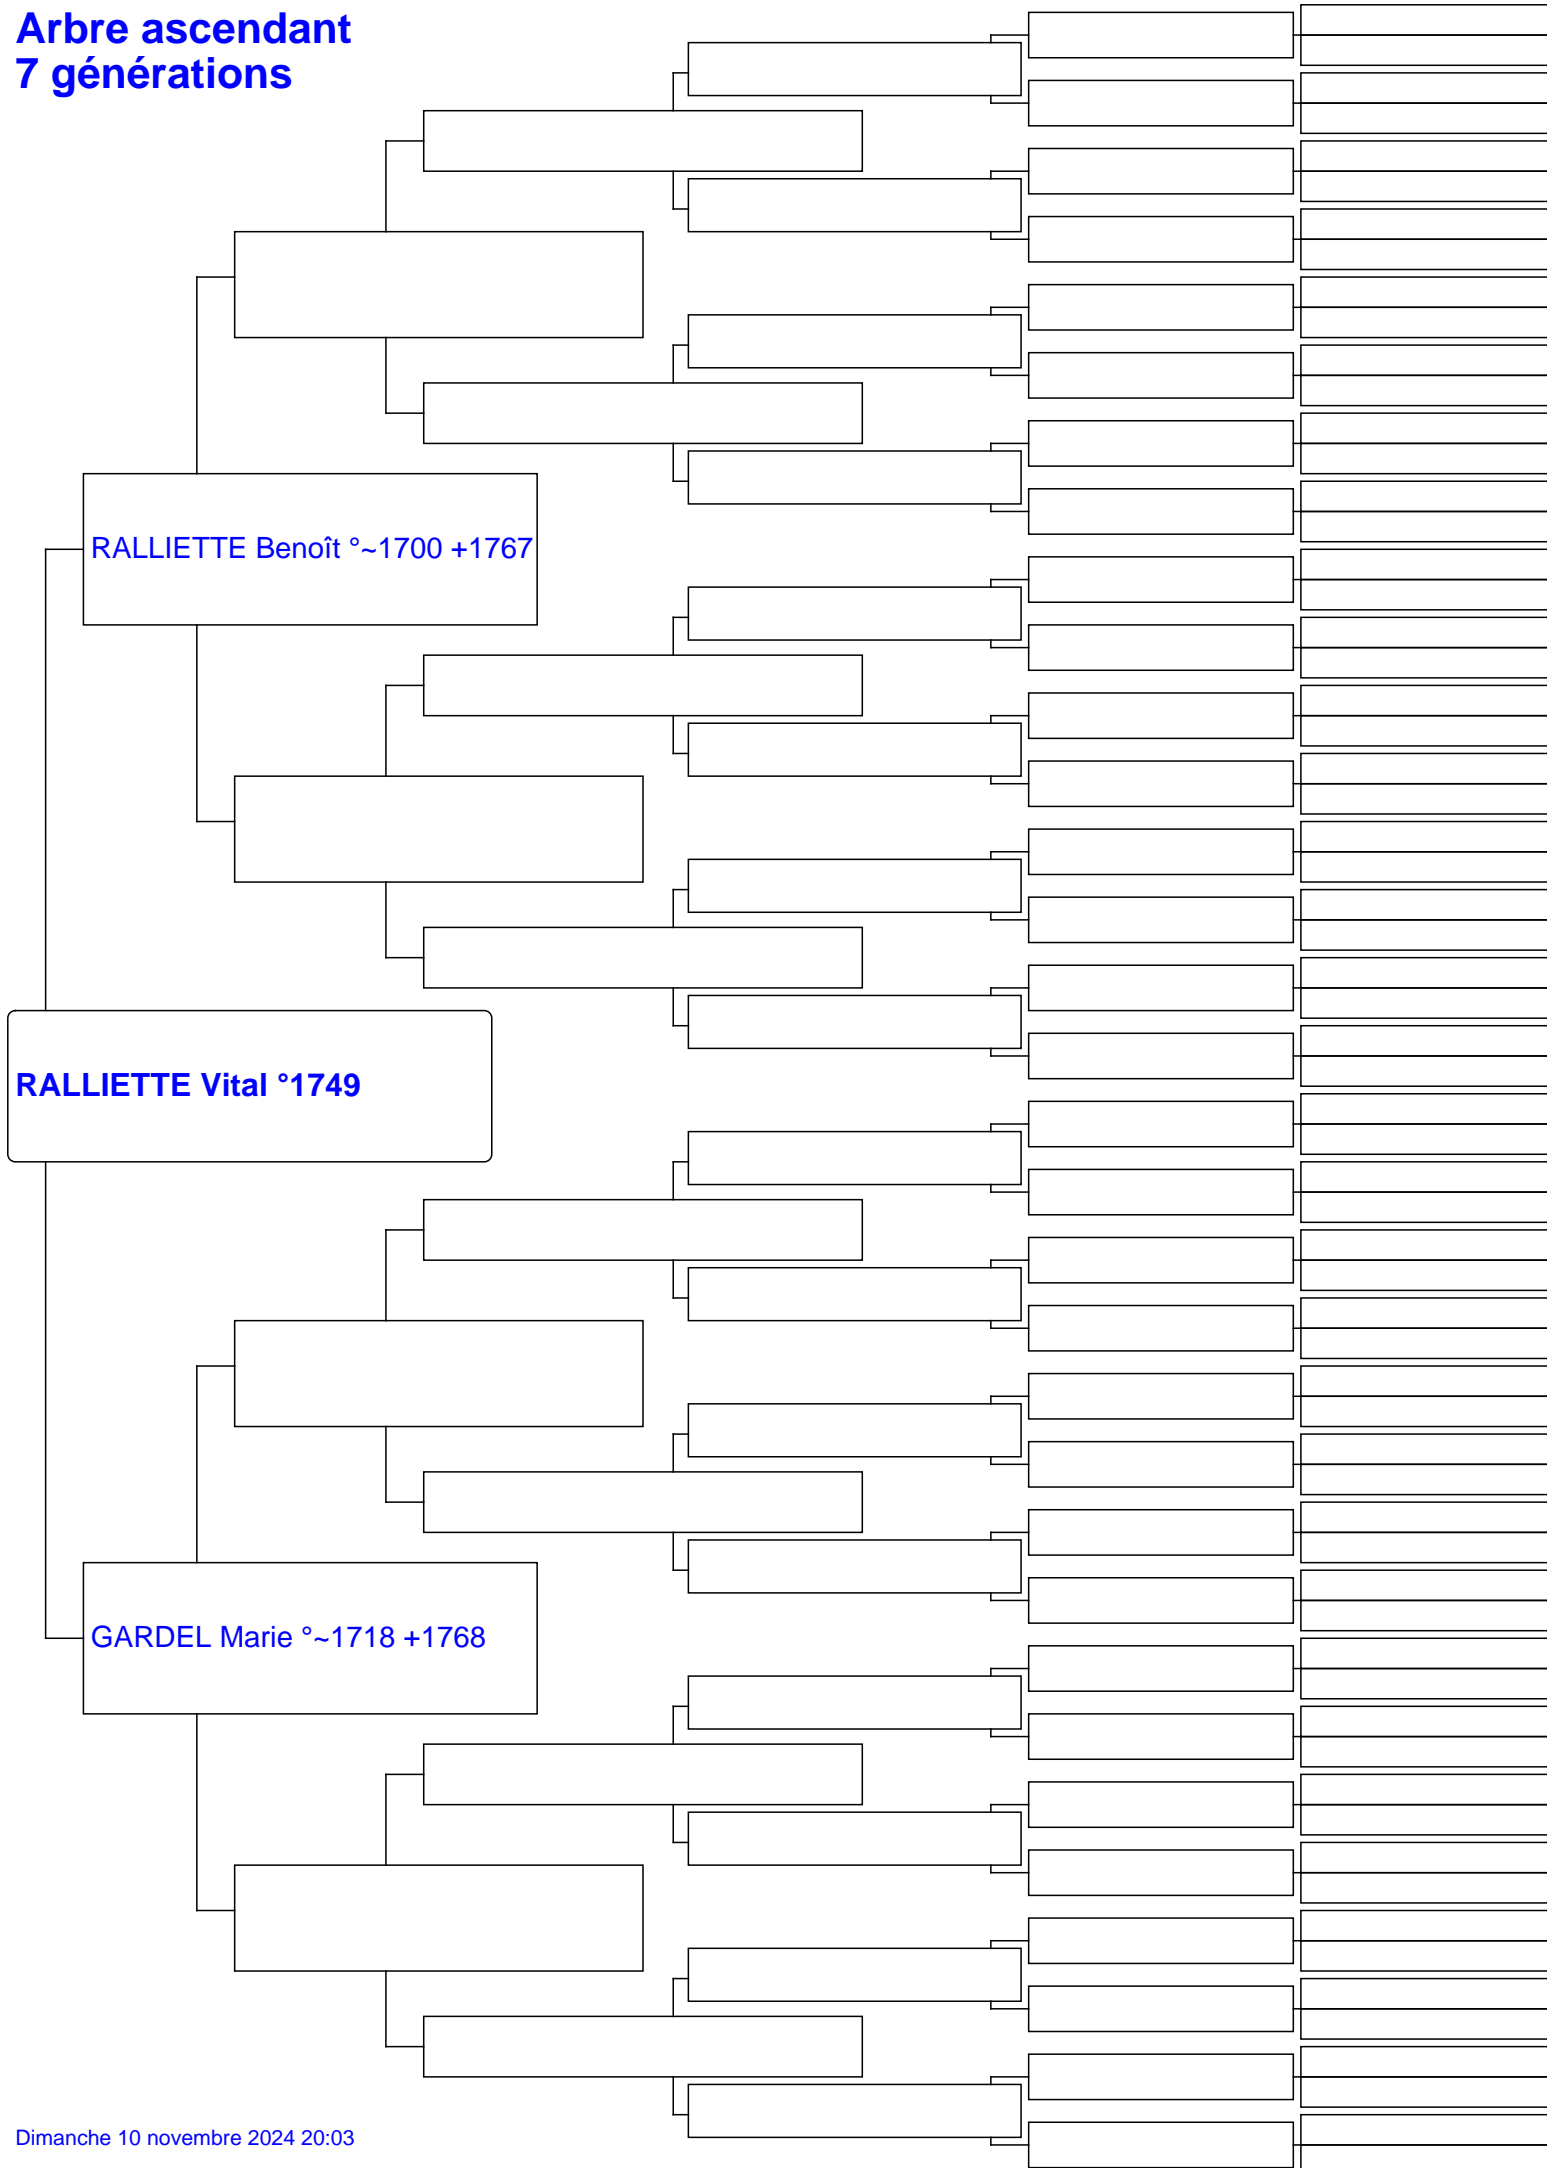 Arbre ascendant
7 générations
RALLIETTE Benoît °~1700 +1767
RALLIETTE Vital °1749
GARDEL Marie °~1718 +1768
Dimanche 10 novembre 2024 20:03